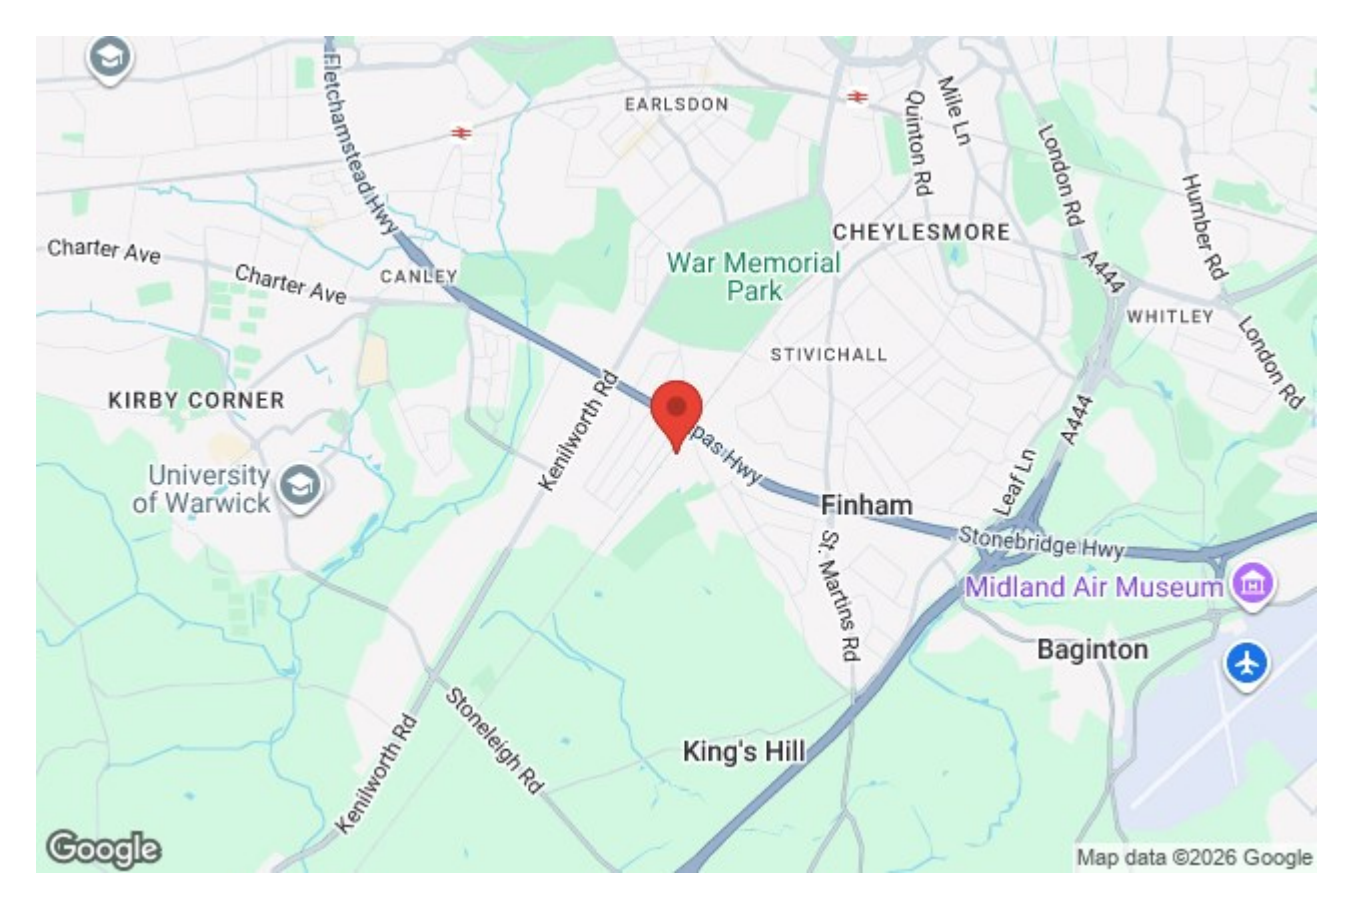 Fletchamstead Hwy
EARLSDON
Quinton Rd
Mile Ln
London Rd
Humber Rd
Charter Ave
Charter Ave
CANLEY
War Memorial
Park
CHEYLESMORE
A444
WHITLEY
London Rd
STIVICHALL
KIRBY CORNER
Kenilworth Rd
A444
University
of Warwick
Leaf Ln
Finham
Stonebridge Hwy
St. Martins Rd
Midland Air Museum
Baginton
Stoneleigh Rd
King's Hill
Kenilworth Rd
Google
Map data ©2026 Google